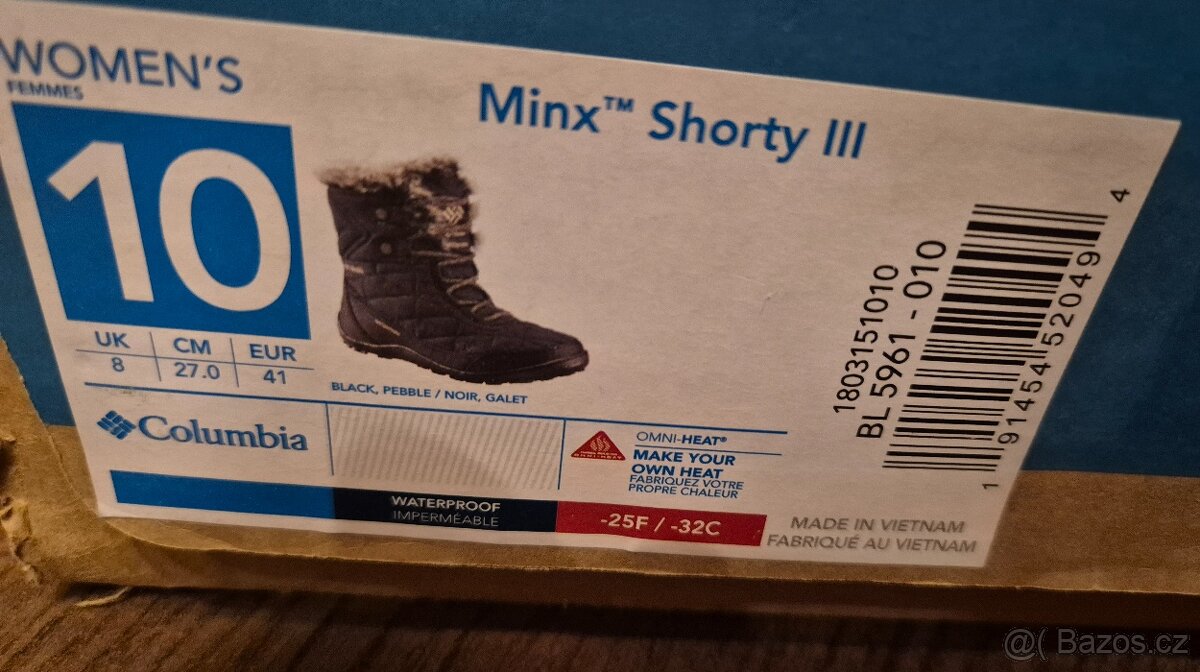 WOMEN'S
FEMMES
10
UK
CM
EUR
8
27.0
41
Minx™ Shorty III
BLACK, PEBBLE / NOIR, GALET
Columbia
OMNI-HEAT®
MAKE YOUR
OWN HEAT
FABRIQUEZ VOTRE
PROPRE CHALEUR
WATERPROOF
IMPERMÉABLE
-25F / -32C
MADE IN VIETNAM
FABRIQUÉ AU VIETNAM
1803151010
BL 5961 - 010
1 91454 52049 4
@( Bazos.cz